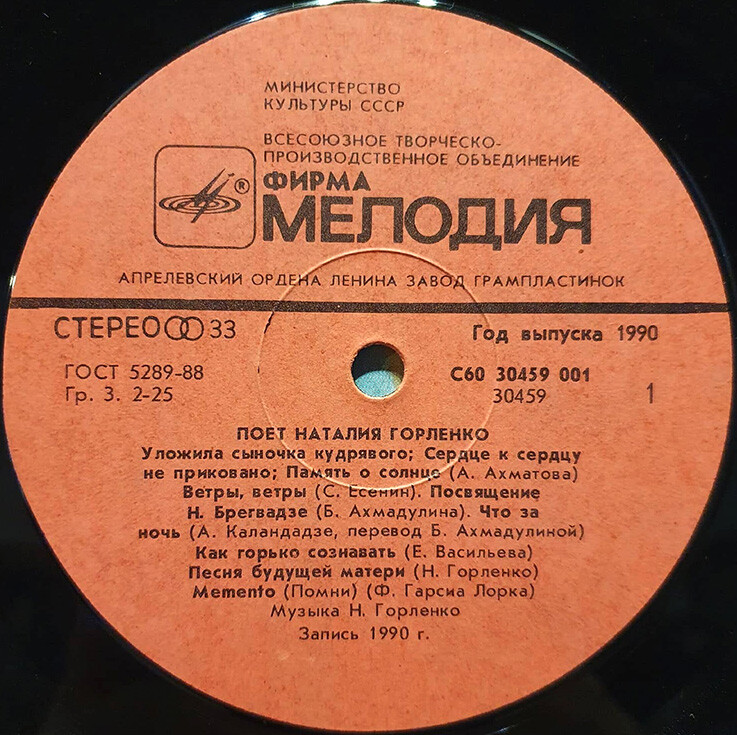 МИНИСТЕРСТВО
КУЛЬТУРЫ СССР
ВСЕСОЮЗНОЕ ТВОРЧЕСКО-
ПРОИЗВОДСТВЕННОЕ ОБЪЕДИНЕНИЕ
ФИРМА
®
МЕЛОДИЯ
АПРЕЛЕВСКИЙ ОРДЕНА ЛЕНИНА ЗАВОД ГРАМПЛАСТИНОК
СТЕРЕО 33
Год выпуска 1990
ГОСТ 5289-88
С60 30459 001
Гр. 3. 2-25
30459
1
ПОЕТ НАТАЛИЯ ГОРЛЕНКО
Уложила сыночка кудрявого; Сердце к сердцу
не приковано; Память о солнце (А. Ахматова)
Ветры, ветры (С. Есенин). Посвящение
Н. Брегвадзе (Б. Ахмадулина). Что за
ночь (А. Каландадзе, перевод Б. Ахмадулиной)
Как горько сознавать (Е. Васильева)
Песня будущей матери (Н. Горленко)
Memento (Помни) (Ф. Гарсиа Лорка)
Музыка Н. Горленко
Запись 1990 г.